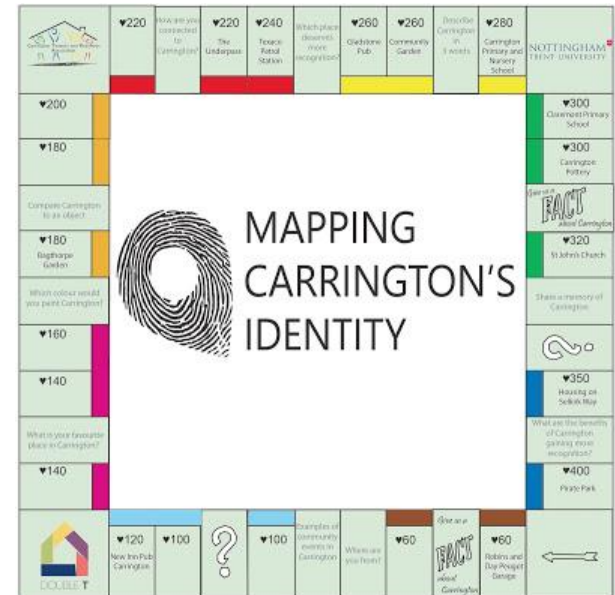 ♥220
How are you
connected
to
Carrington?
♥220
The
Underpass
♥240
Texaco
Petrol
Station
Which place
deserves
more
recognition?
♥260
Gladstone
Pub
♥260
Community
Garden
Describe
Carrington
in
3 words
♥280
Carrington
Primary and
Nursery
School
NOTTINGHAM
TRENT UNIVERSITY
♥200
♥180
Compare Carrington
to an object
♥180
Bagthorpe
Garden
Which colour would
you paint Carrington?
♥160
♥140
What is your favourite
place in Carrington?
♥140
MAPPING
CARRINGTON'S
IDENTITY
♥300
Claremont Primary
School
♥300
Carrington
Pottery
Give us a
FACT
about Carrington
♥320
St John's Church
Share a memory of
Carrington
?
♥350
Housing on
Selkirk Way
What are the benefits
of Carrington
gaining more
recognition?
♥400
Pirate Park
DOUBLE T
♥120
New Inn Pub
Carrington
♥100
?
♥100
Examples of
community
events in
Carrington
Where are
you from?
♥60
Give us a
FACT
about
Carrington
♥60
Robins and
Day Peugot
Garage